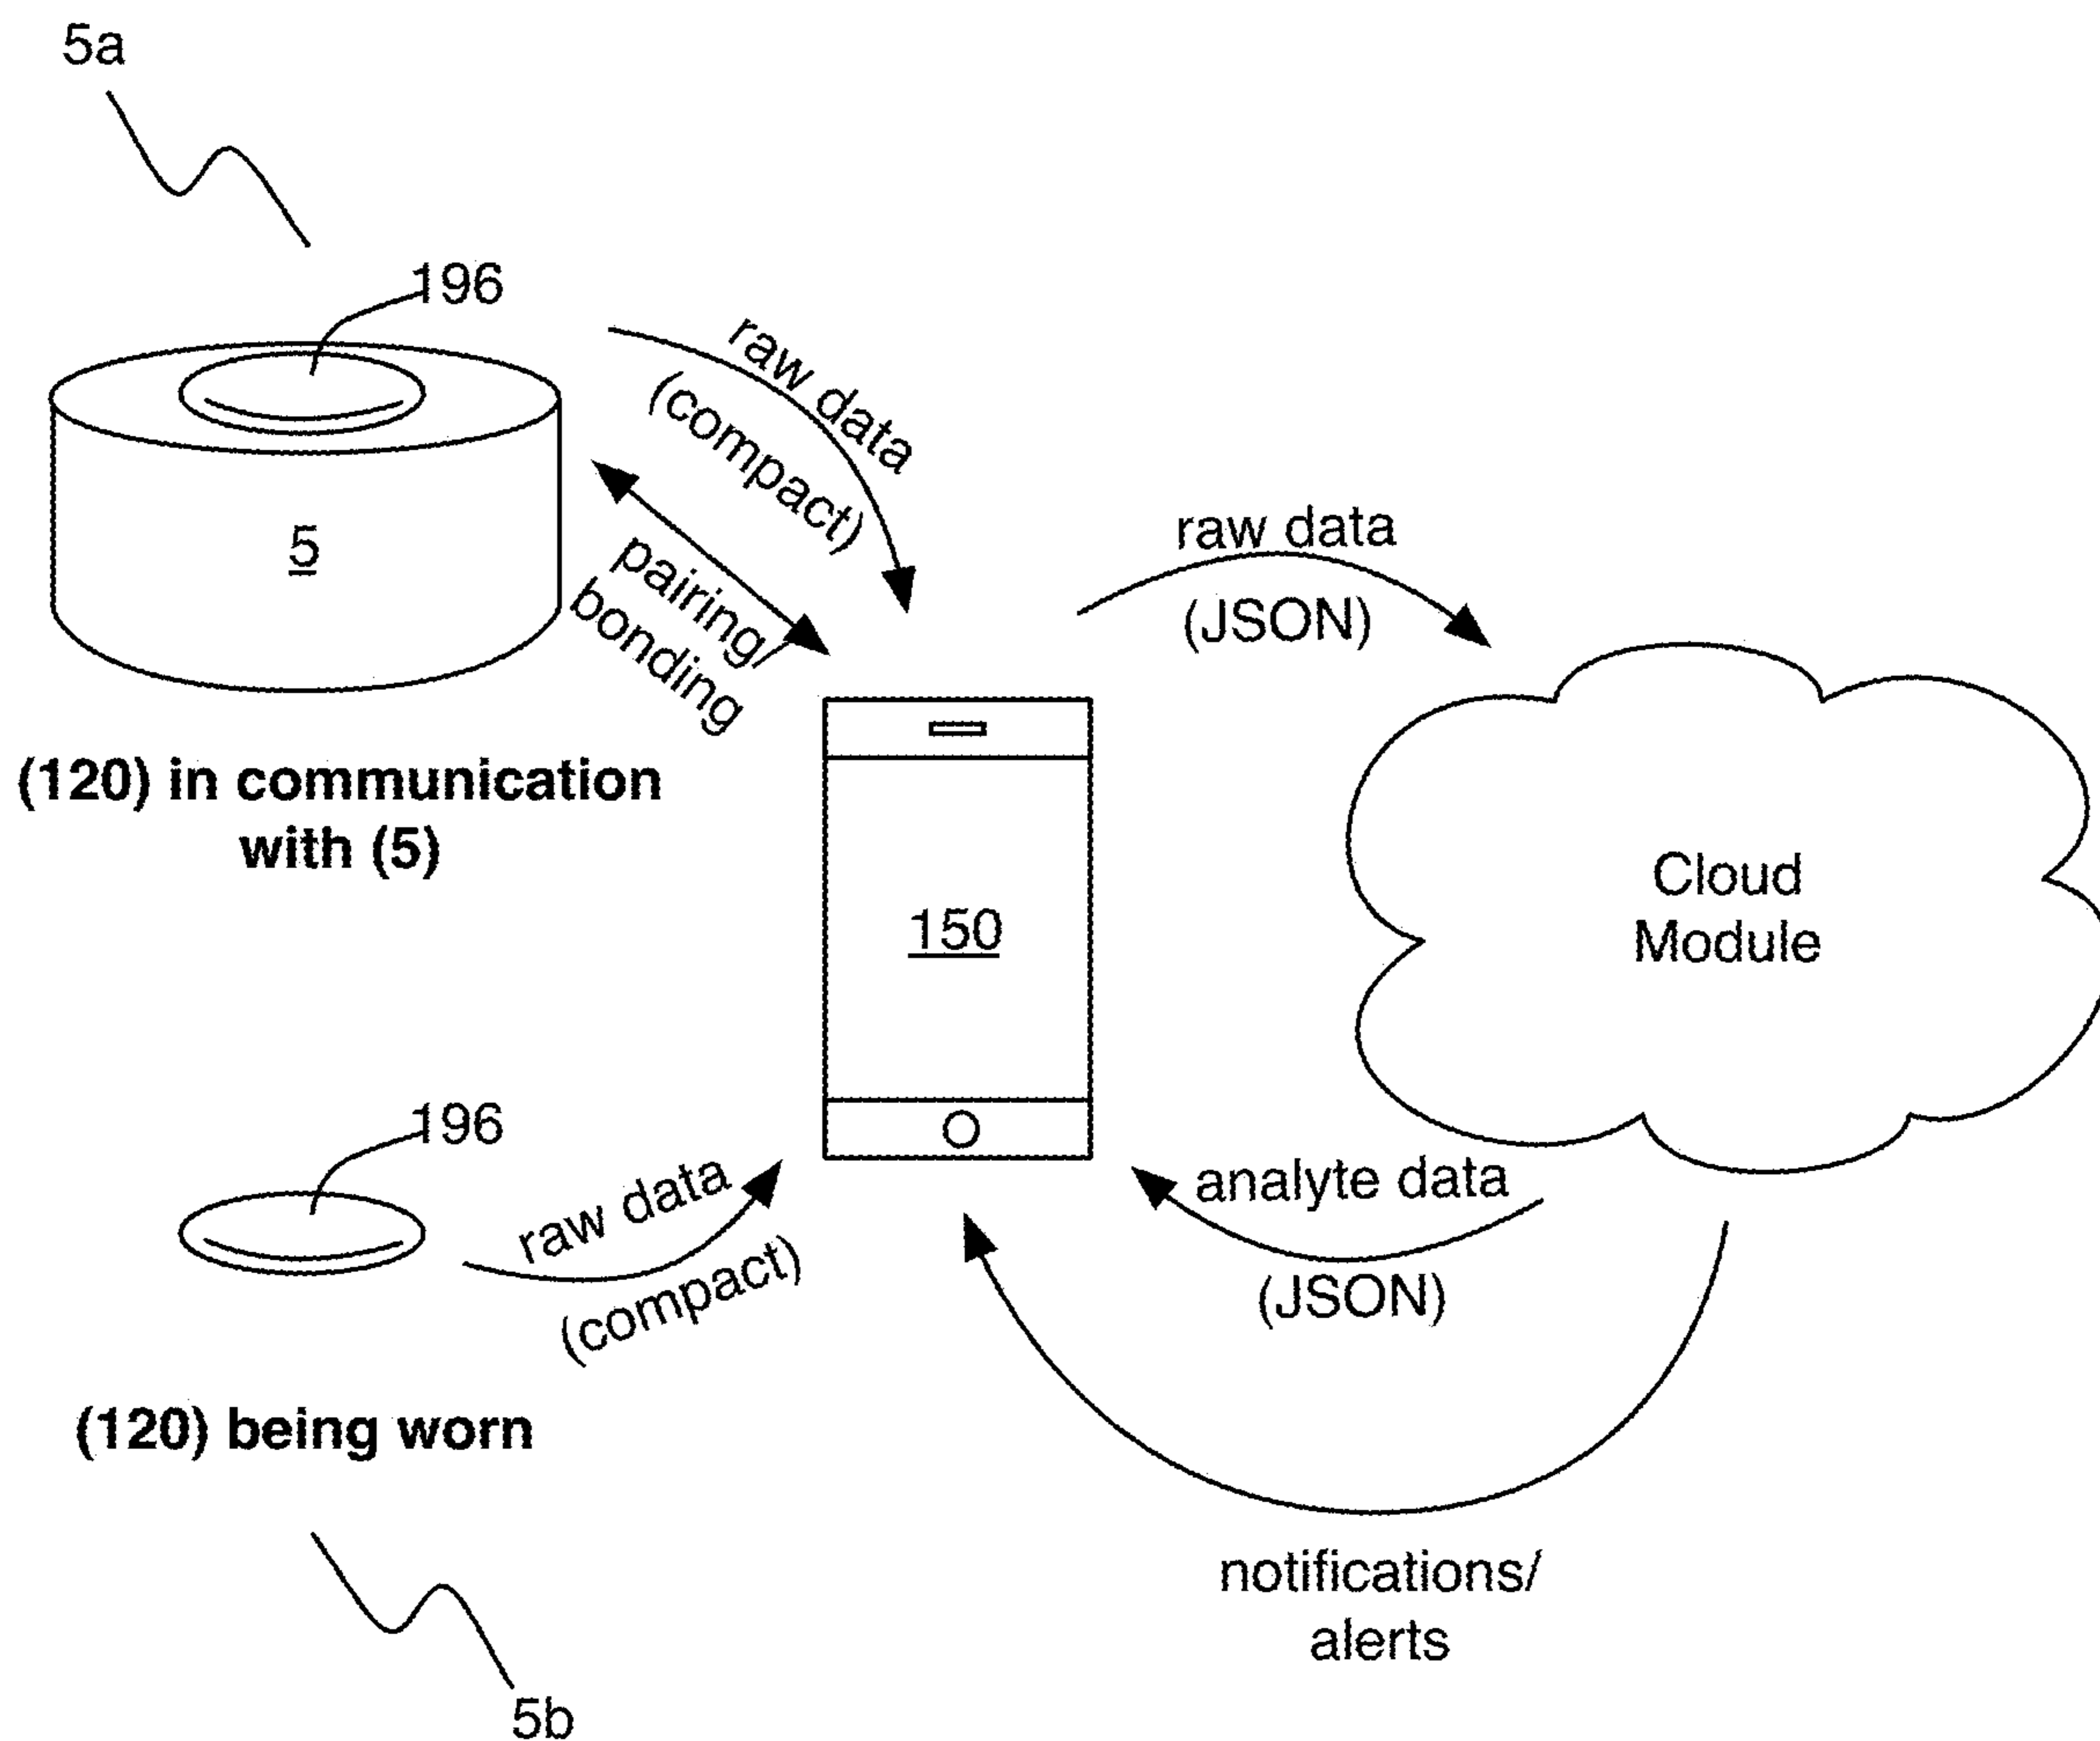 5a
196
raw data
(compact)
5
pairing/
bonding
(120) in communication
with (5)
raw data
(JSON)
150
Cloud
Module
196
raw data
(compact)
(120) being worn
5b
analyte data
(JSON)
notifications/
alerts